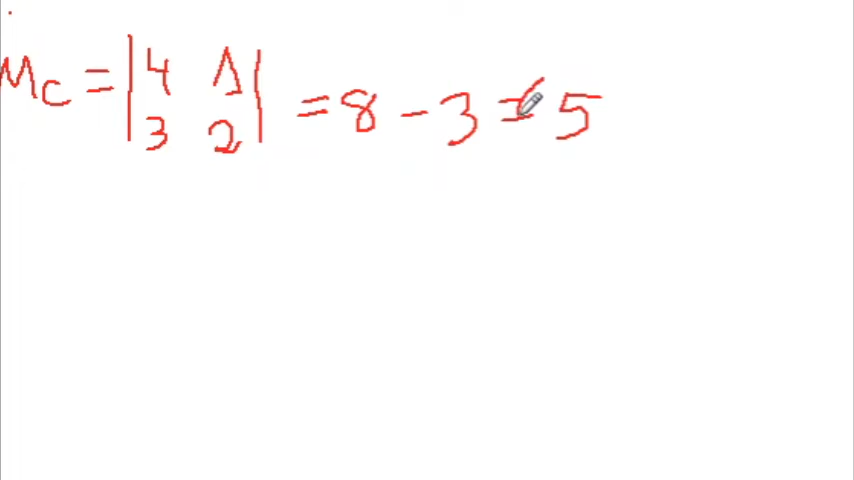 Mc = |4 1| = 8 - 3 = 5
|3 2|